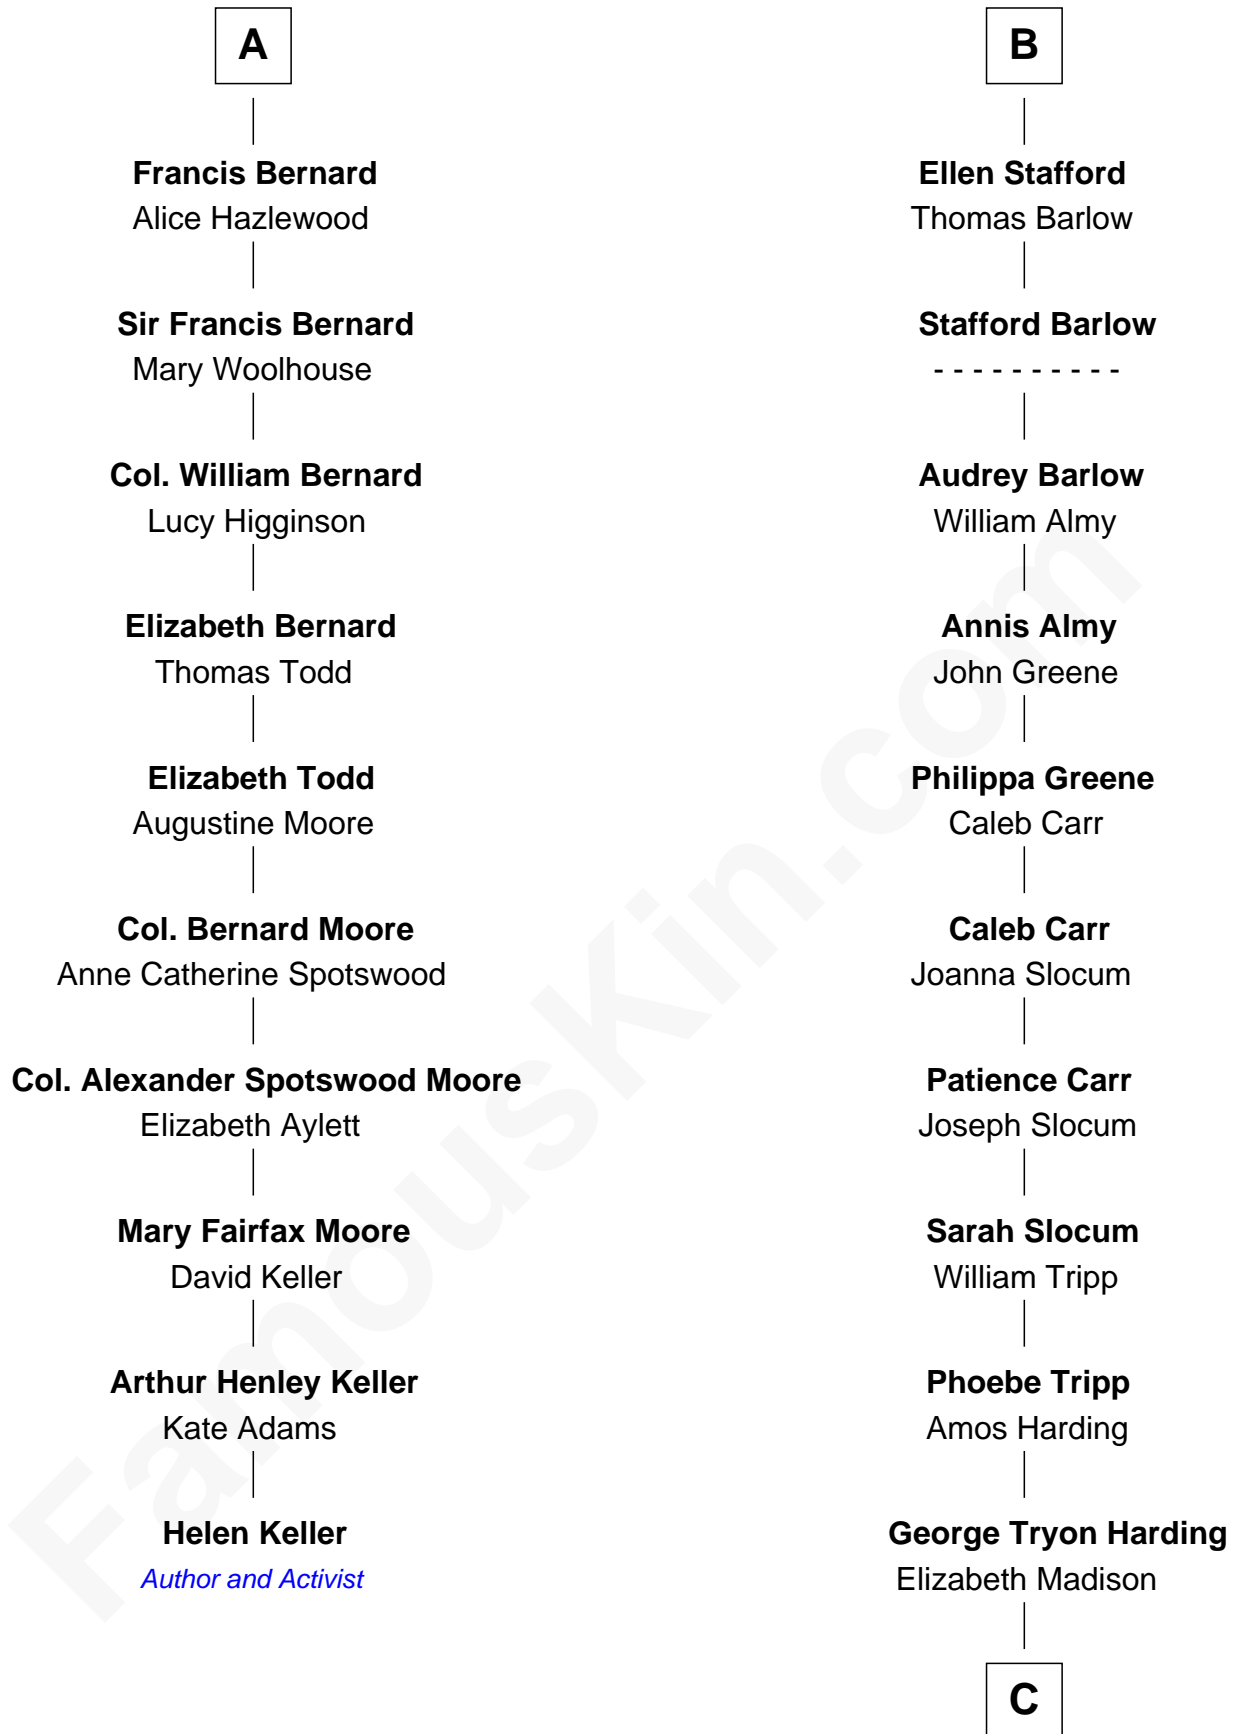 A
Francis Bernard
Alice Hazlewood
Sir Francis Bernard
Mary Woolhouse
Col. William Bernard
Lucy Higginson
Elizabeth Bernard
Thomas Todd
Elizabeth Todd
Augustine Moore
Col. Bernard Moore
Anne Catherine Spotswood
Col. Alexander Spotswood Moore
Elizabeth Aylett
Mary Fairfax Moore
David Keller
Arthur Henley Keller
Kate Adams
Helen Keller
Author and Activist
B
Ellen Stafford
Thomas Barlow
Stafford Barlow
- - - - - - - - - -
Audrey Barlow
William Almy
Annis Almy
John Greene
Philippa Greene
Caleb Carr
Caleb Carr
Joanna Slocum
Patience Carr
Joseph Slocum
Sarah Slocum
William Tripp
Phoebe Tripp
Amos Harding
George Tryon Harding
Elizabeth Madison
C
FamousKin.com